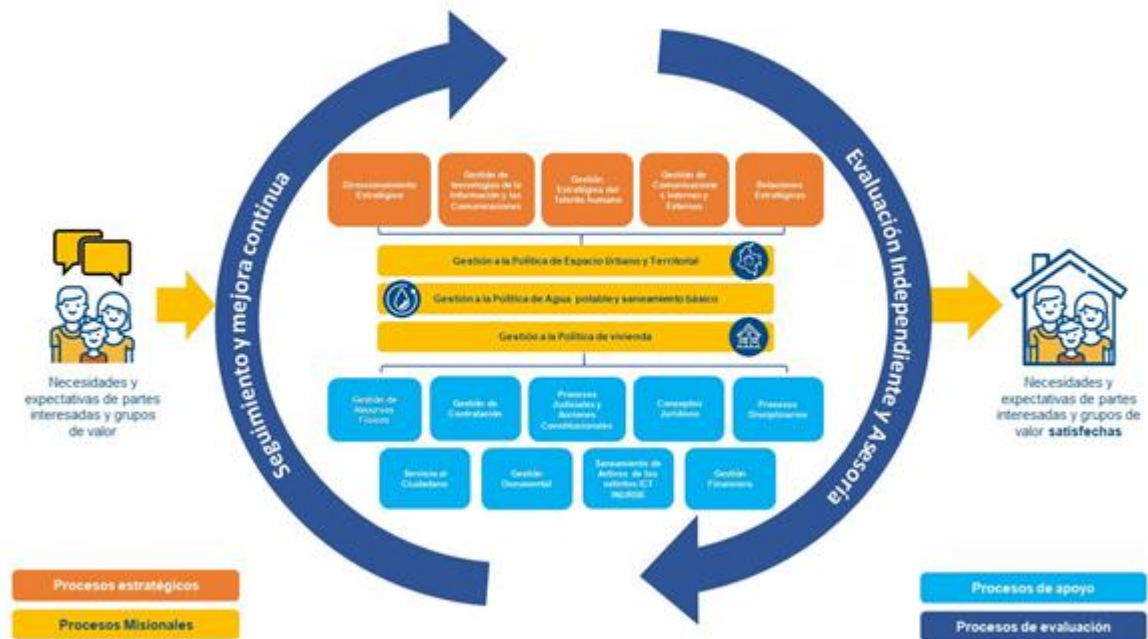 Seguimiento y mejora continua
Evaluación Independiente y Asesoría
Direccionamiento
Estratégico
Gestión de
tecnologías de la
Información y las
Comunicaciones
Gestión
Estratégica del
Talento humano
Gestión de
Comunicacione
s internas y
Externas
Relaciones
Estratégicas
Gestión a la Política de Espacio Urbano y Territorial
Gestión a la Política de Agua potable y saneamiento básico
Gestión a la Política de vivienda
Gestión de
Recursos
Físicos
Gestión de
Contratación
Procesos
Judiciales y
Acciones
Constitucionales
Conceptos
Jurídicos
Procesos
Disciplinarios
Servicio al
Ciudadano
Gestión
Documental
Saneamiento de
Activos de los
extintos ICT
INURBE
Gestión
Financiera
Necesidades y
expectativas de partes
interesadas y grupos
de valor
Necesidades y
expectativas de partes
interesadas y grupos de
valor satisfechas
Procesos estratégicos
Procesos Misionales
Procesos de apoyo
Procesos de evaluación